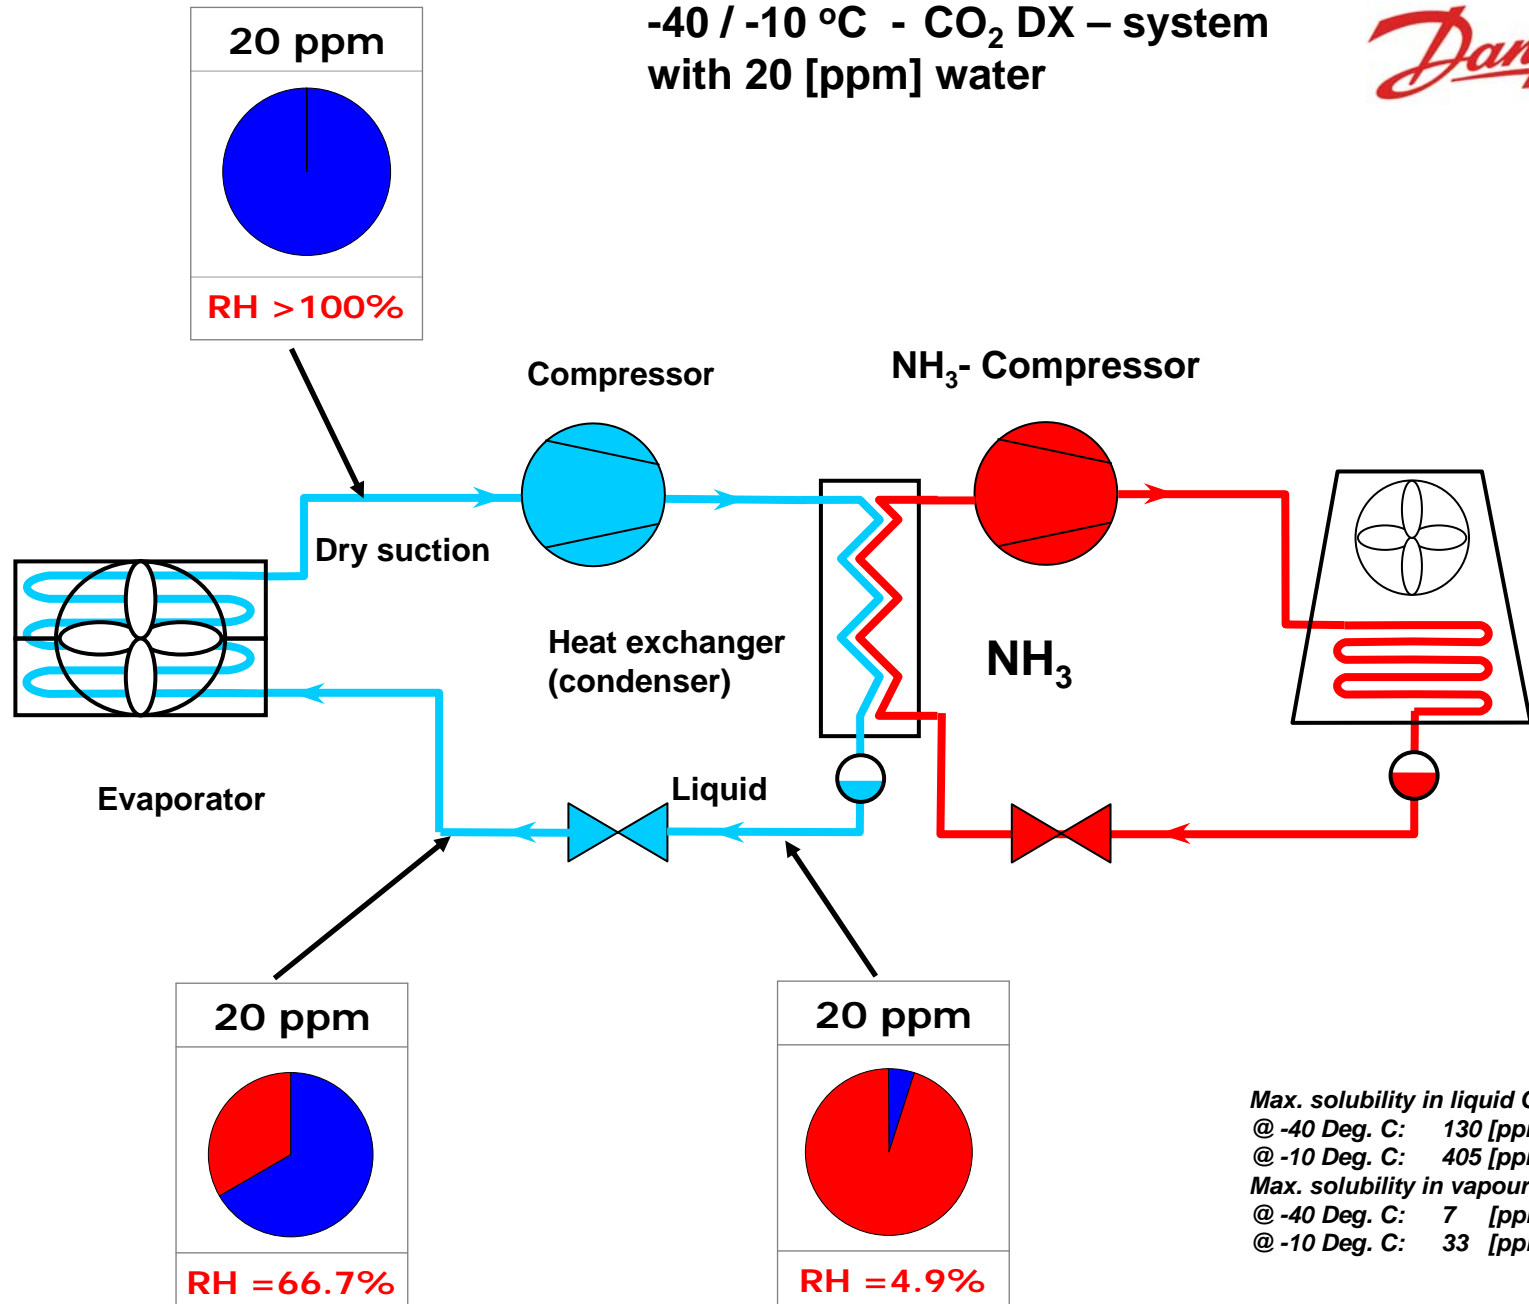 -40 / -10 ºC - CO₂ DX – system
with 20 [ppm] water
20 ppm
RH >100%
Compressor
NH₃- Compressor
Dry suction
Heat exchanger
(condenser)
NH₃
Evaporator
Liquid
20 ppm
RH =66.7%
20 ppm
RH =4.9%
Max. solubility in liquid
@ -40 Deg. C: 130
@ -10 Deg. C: 405
Max. solubility in vapour
@ -40 Deg. C: 7
@ -10 Deg. C: 33